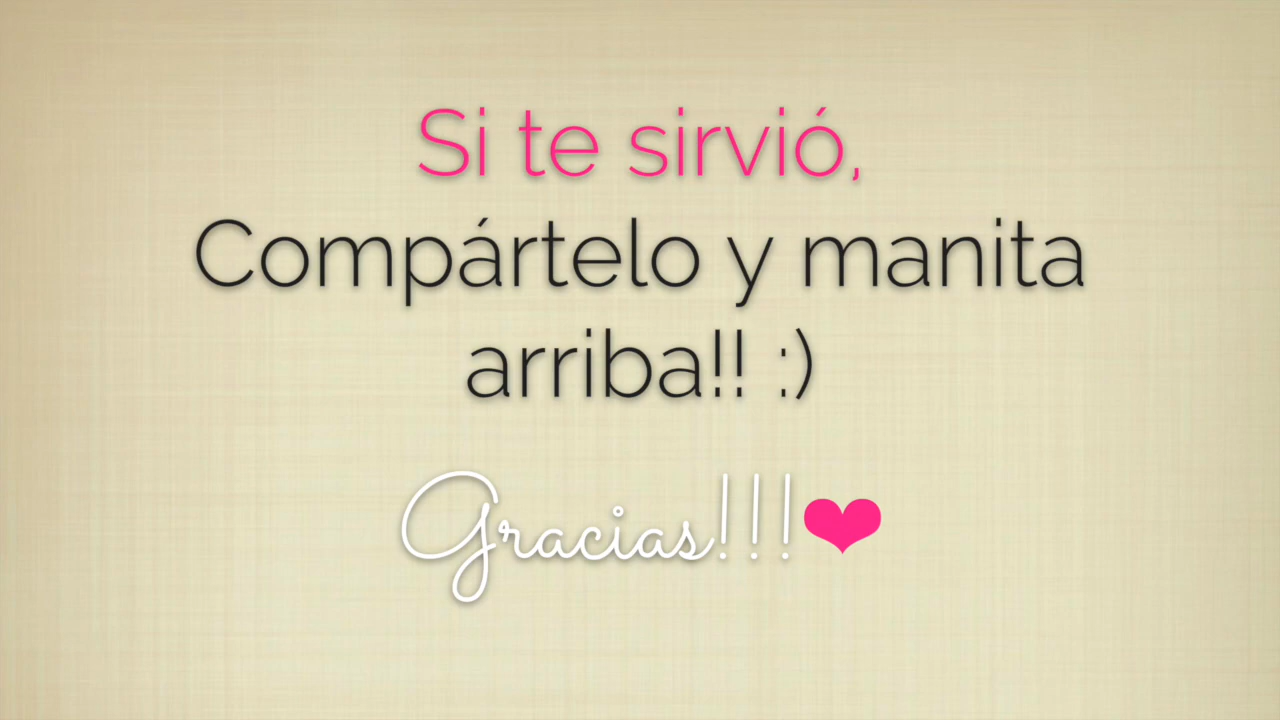 Si te sirvió,
Compártelo y manita
arriba!! :)
Gracias!!!❤